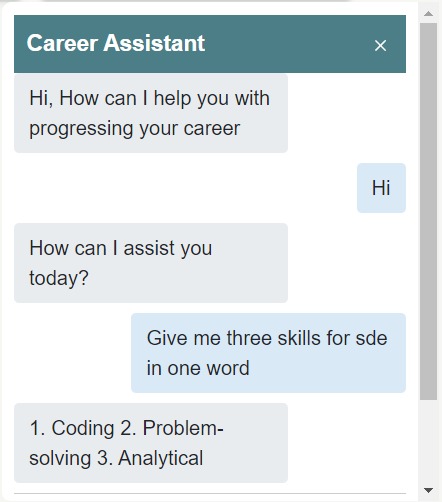 Career Assistant ×
Hi, How can I help you with
progressing your career
Hi
How can I assist you
today?
Give me three skills for sde
in one word
1. Coding 2. Problem-
solving 3. Analytical